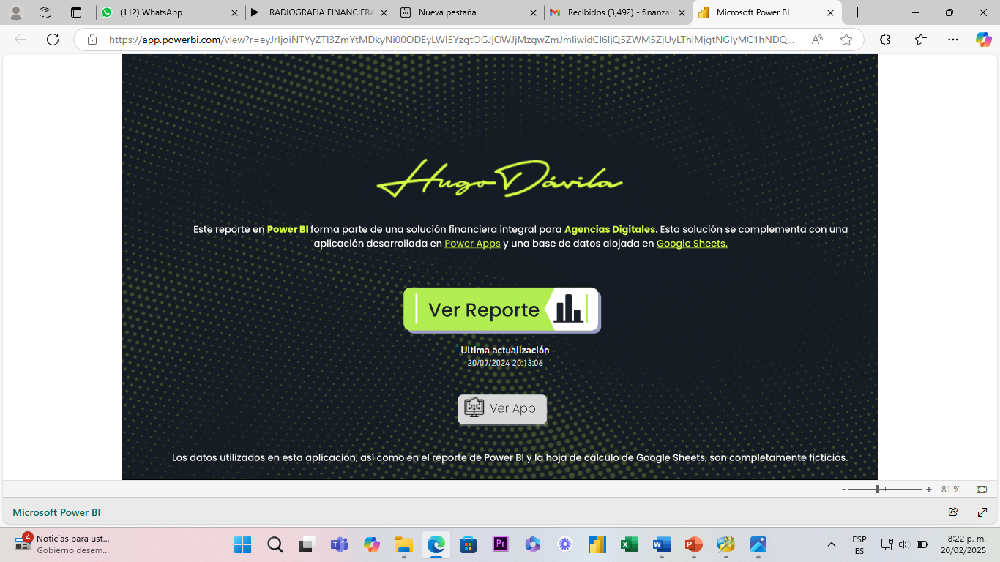 (112) WhatsApp
RADIOGRAFÍA FINANCIERA
Nueva pestaña
Recibidos (3,492) - finanzas
Microsoft Power BI
https://app.powerbi.com/view?r=
Hugo Dávila
Este reporte en Power BI forma parte de una solución financiera integral para Agencias Digitales. Esta solución se complementa con una
aplicación desarrollada en Power Apps y una base de datos alojada en Google Sheets.
Ver Reporte
Ultima actualización
20/07/2024 20:13:06
Ver App
Los datos utilizados en esta aplicación, así como en el reporte de Power BI y la hoja de cálculo de Google Sheets, son completamente ficticios.
- + 81 %
Microsoft Power BI
4
Noticias para ust...
Gobierno desem...
Pr
ESP
ES
8:22 p. m.
20/02/2025